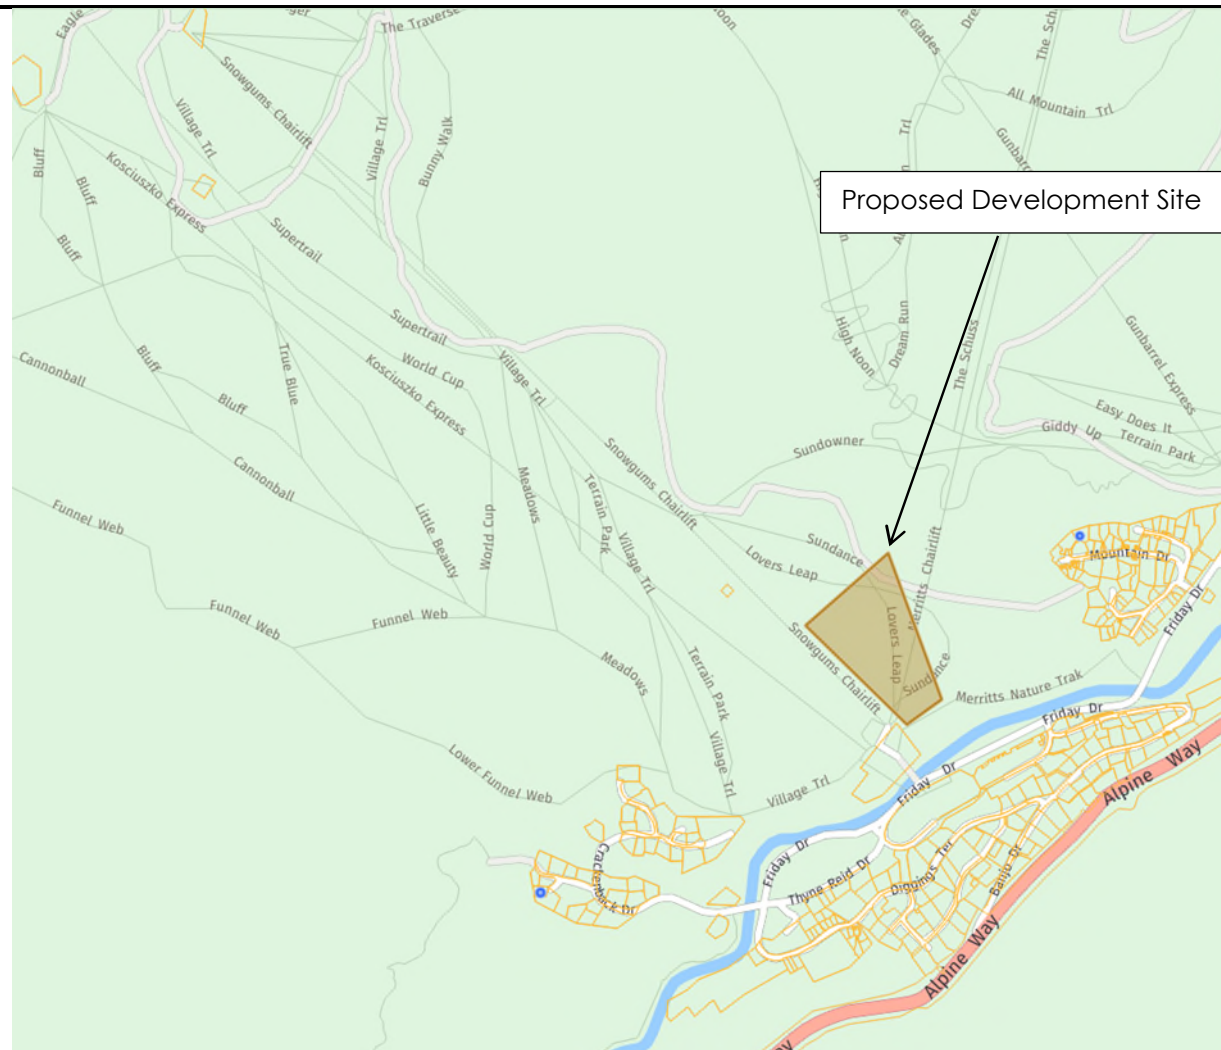 Eagle
The Traverse
The Glades
The Schuss
Snowgums Chairlift
Village Trl
Village Trl
Bunny Walk
All Mountain Trl
Trl
Bluff
Bluff
Kosciuszko Express
Proposed Development Site
Bluff
Supertrail
Supertrail
High Noon
Dream Run
The Schuss
Gunbarrel Express
Cannonball
Bluff
True Blue
World Cup
Village Trl
Kosciuszko Express
Bluff
Easy Does It
Giddy Up
Terrain Park
Sundowner
Snowgums Chairlift
Cannonball
Meadows
Terrain Park
Funnel Web
Little Beauty
World Cup
Village Trl
Sundance
Merritts Chairlift
Lovers Leap
Mountain Dr
Friday Dr
Funnel Web
Funnel Web
Snowgums Chairlift
Lovers Leap
Meadows
Terrain Park
Sundance
Merritts Nature Trak
Friday Dr
Village Trl
Lower Funnel Web
Village Trl
Friday Dr
Alpine Way
Crackenback Dr
Friday Dr
Thyne Reid Dr
Diggings Ter
Banjo Dr
Alpine Way